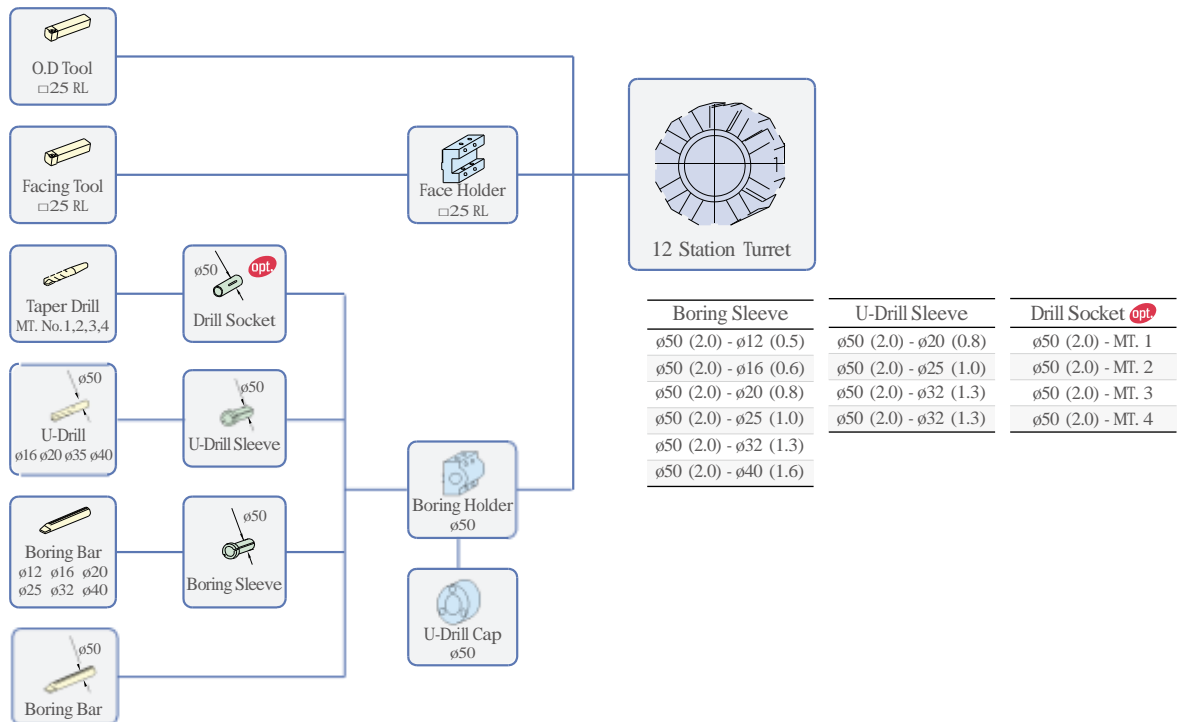 O.D Tool
□25 RL
Facing Tool
□25 RL
Face Holder
□25 RL
12 Station Turret
ø50
opt.
Taper Drill
MT. No.1,2,3,4
Drill Socket
ø50
U-Drill
ø16 ø20 ø35 ø40
ø50
U-Drill Sleeve
Boring Bar
ø12 ø16 ø20
ø25 ø32 ø40
ø50
Boring Sleeve
Boring Holder
ø50
U-Drill Cap
ø50
ø50
Boring Bar
Boring Sleeve
ø50 (2.0) - ø12 (0.5)
ø50 (2.0) - ø16 (0.6)
ø50 (2.0) - ø20 (0.8)
ø50 (2.0) - ø25 (1.0)
ø50 (2.0) - ø32 (1.3)
ø50 (2.0) - ø40 (1.6)
U-Drill Sleeve
ø50 (2.0) - ø20 (0.8)
ø50 (2.0) - ø25 (1.0)
ø50 (2.0) - ø32 (1.3)
ø50 (2.0) - ø32 (1.3)
Drill Socket opt.
ø50 (2.0) - MT. 1
ø50 (2.0) - MT. 2
ø50 (2.0) - MT. 3
ø50 (2.0) - MT. 4